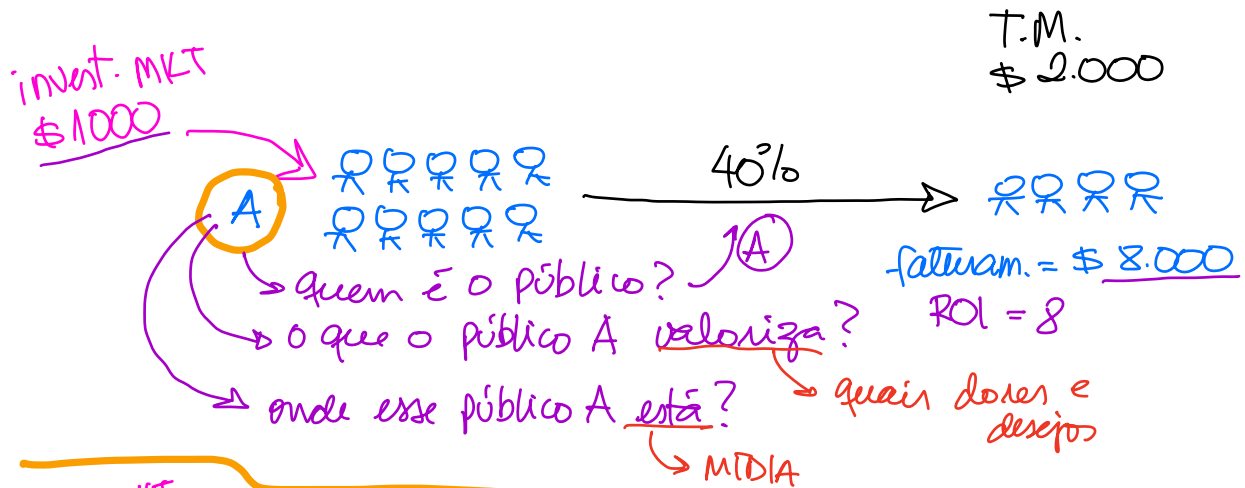 T.M.
$ 2.000
invest. MKT
$1000
40%
A
A
faturam. = $ 8.000
ROI = 8
quem é o público?
o que o público A valoriza?
quais dores e
desejos
onde esse público A está?
MÍDIA